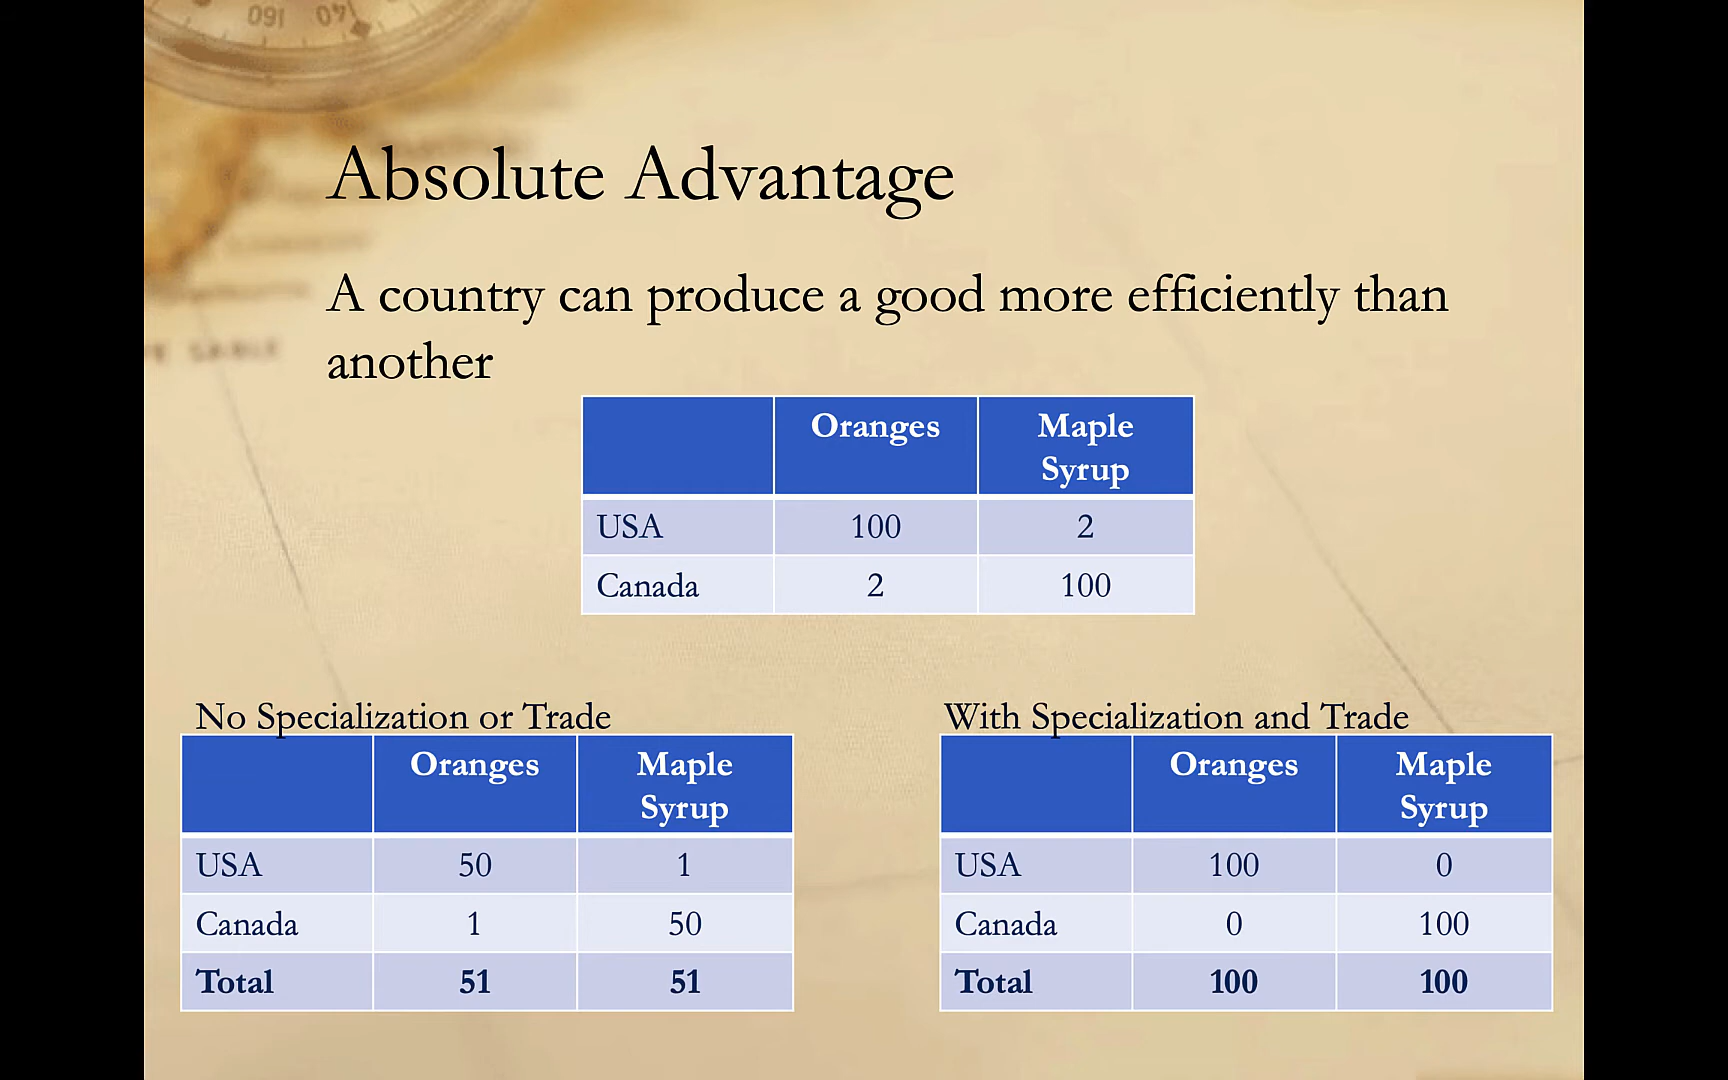 Absolute Advantage
A country can produce a good more efficiently than
another
Oranges Maple
Syrup
USA 100 2
Canada 2 100
No Specialization or Trade
Oranges Maple
Syrup
USA 50 1
Canada 1 50
Total 51 51
With Specialization and Trade
Oranges Maple
Syrup
USA 100 0
Canada 0 100
Total 100 100